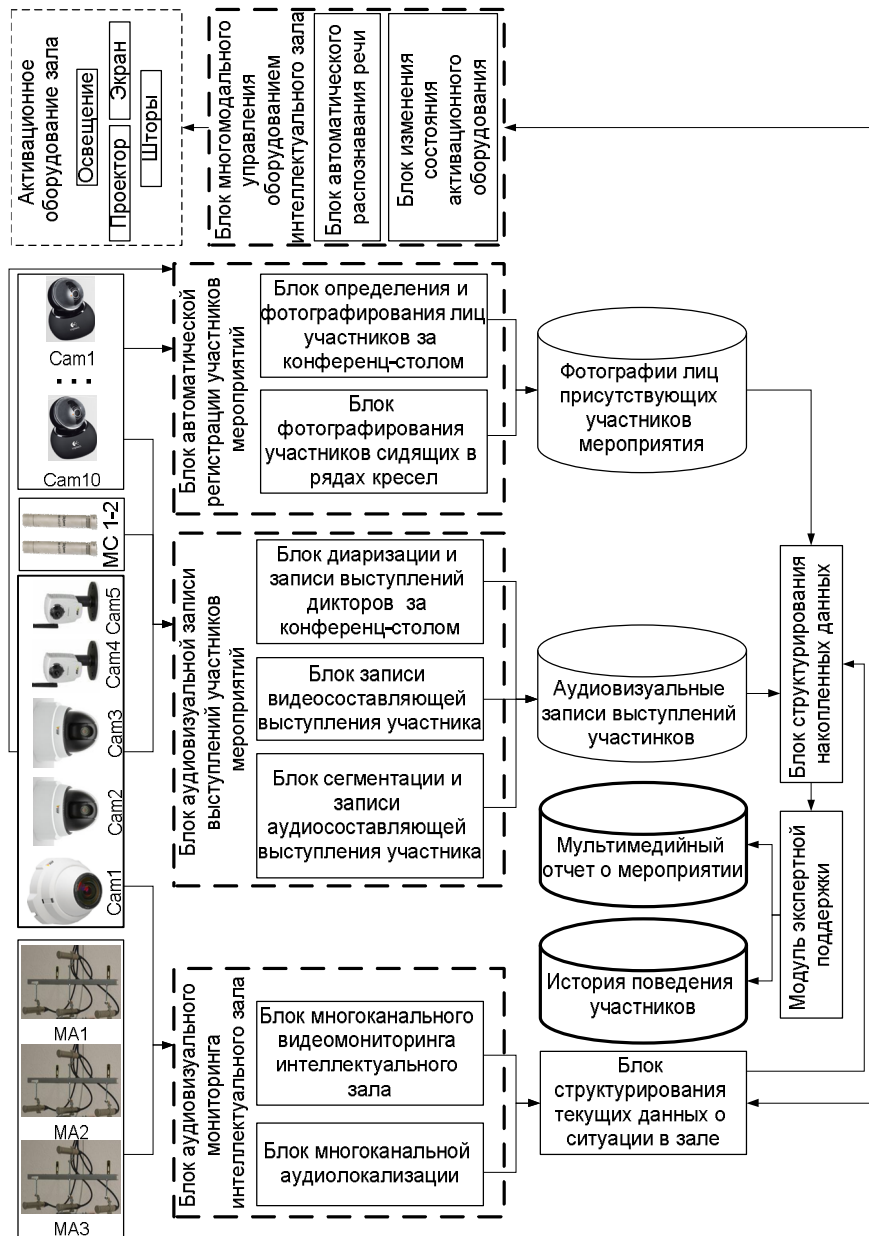 Активационное
оборудование зала
Освещение
Проектор
Экран
Шторы
Блок многомодального
управления
оборудованием
интеллектуального зала
Блок автоматического
распознавания речи
Блок изменения
состояния
активационного
оборудования
Cam1
...
Cam10
MC 1-2
Cam5
Cam4
Cam3
Cam2
Cam1
MA1
MA2
MA3
Блок автоматической
регистрации участников
мероприятий
Блок определения и
фотографирования лиц
участников за
конференц-столом
Блок
фотографирования
участников сидящих в
рядах кресел
Фотографии лиц
присутствующих
участников
мероприятия
Блок аудиовизуальной записи
выступлений участников
мероприятий
Блок диаризации и
записи выступлений
дикторов за
конференц-столом
Блок записи
видеосоставляющей
выступления участника
Блок сегментации и
записи
аудиосоставляющей
выступления участника
Аудиовизуальные
записи выступлений
участинков
Блок структурирования
накопленных данных
Мультимедийный
отчет о мероприятии
История поведения
участников
Модуль экспертной
поддержки
Блок аудиовизуального
мониторинга
интеллектуального зала
Блок многоканального
видеомониторинга
интеллектуального
зала
Блок многоканальной
аудиолокализации
Блок
структурирования
текущих данных о
ситуации в зале